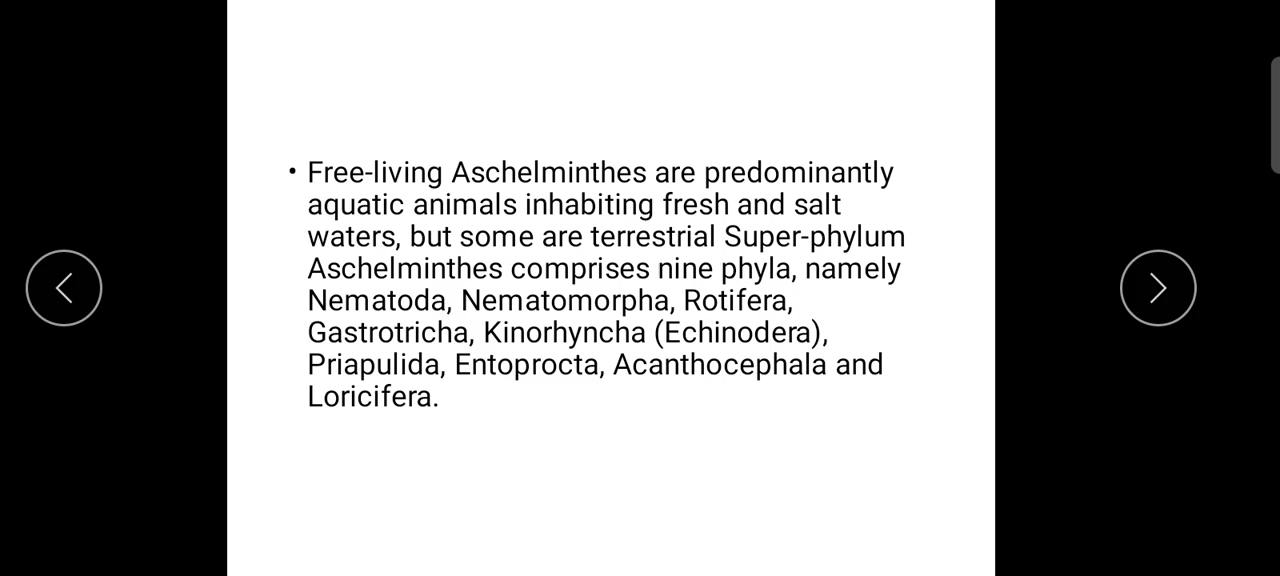 • Free-living Aschelminthes are predominantly
aquatic animals inhabiting fresh and salt
waters, but some are terrestrial Super-phylum
Aschelminthes comprises nine phyla, namely
Nematoda, Nematomorpha, Rotifera,
Gastrotricha, Kinorhyncha (Echinodera),
Priapulida, Entoprocta, Acanthocephala and
Loricifera.